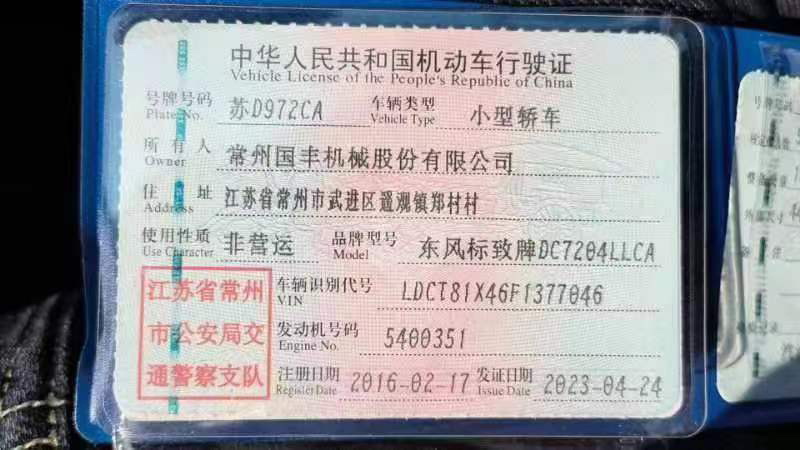 中华人民共和国机动车行驶证
Vehicle License of the People's Republic of China
号牌号码 苏D972CA 车辆类型 小型轿车
Plate No. Vehicle Type
所有人 常州国丰机械股份有限公司
Owner
住址 江苏省常州市武进区遥观镇郑村村
Address
使用性质 非营运 品牌型号 东风标致牌DC7204LLCA
Use Character Model
江苏省常州 车辆识别代号 LDCT81X46F1377046
VIN
市公安局交 发动机号码 5400351
Engine No.
通警察支队 注册日期 2016-02-17 发证日期 2023-04-24
Register Date Issue Date